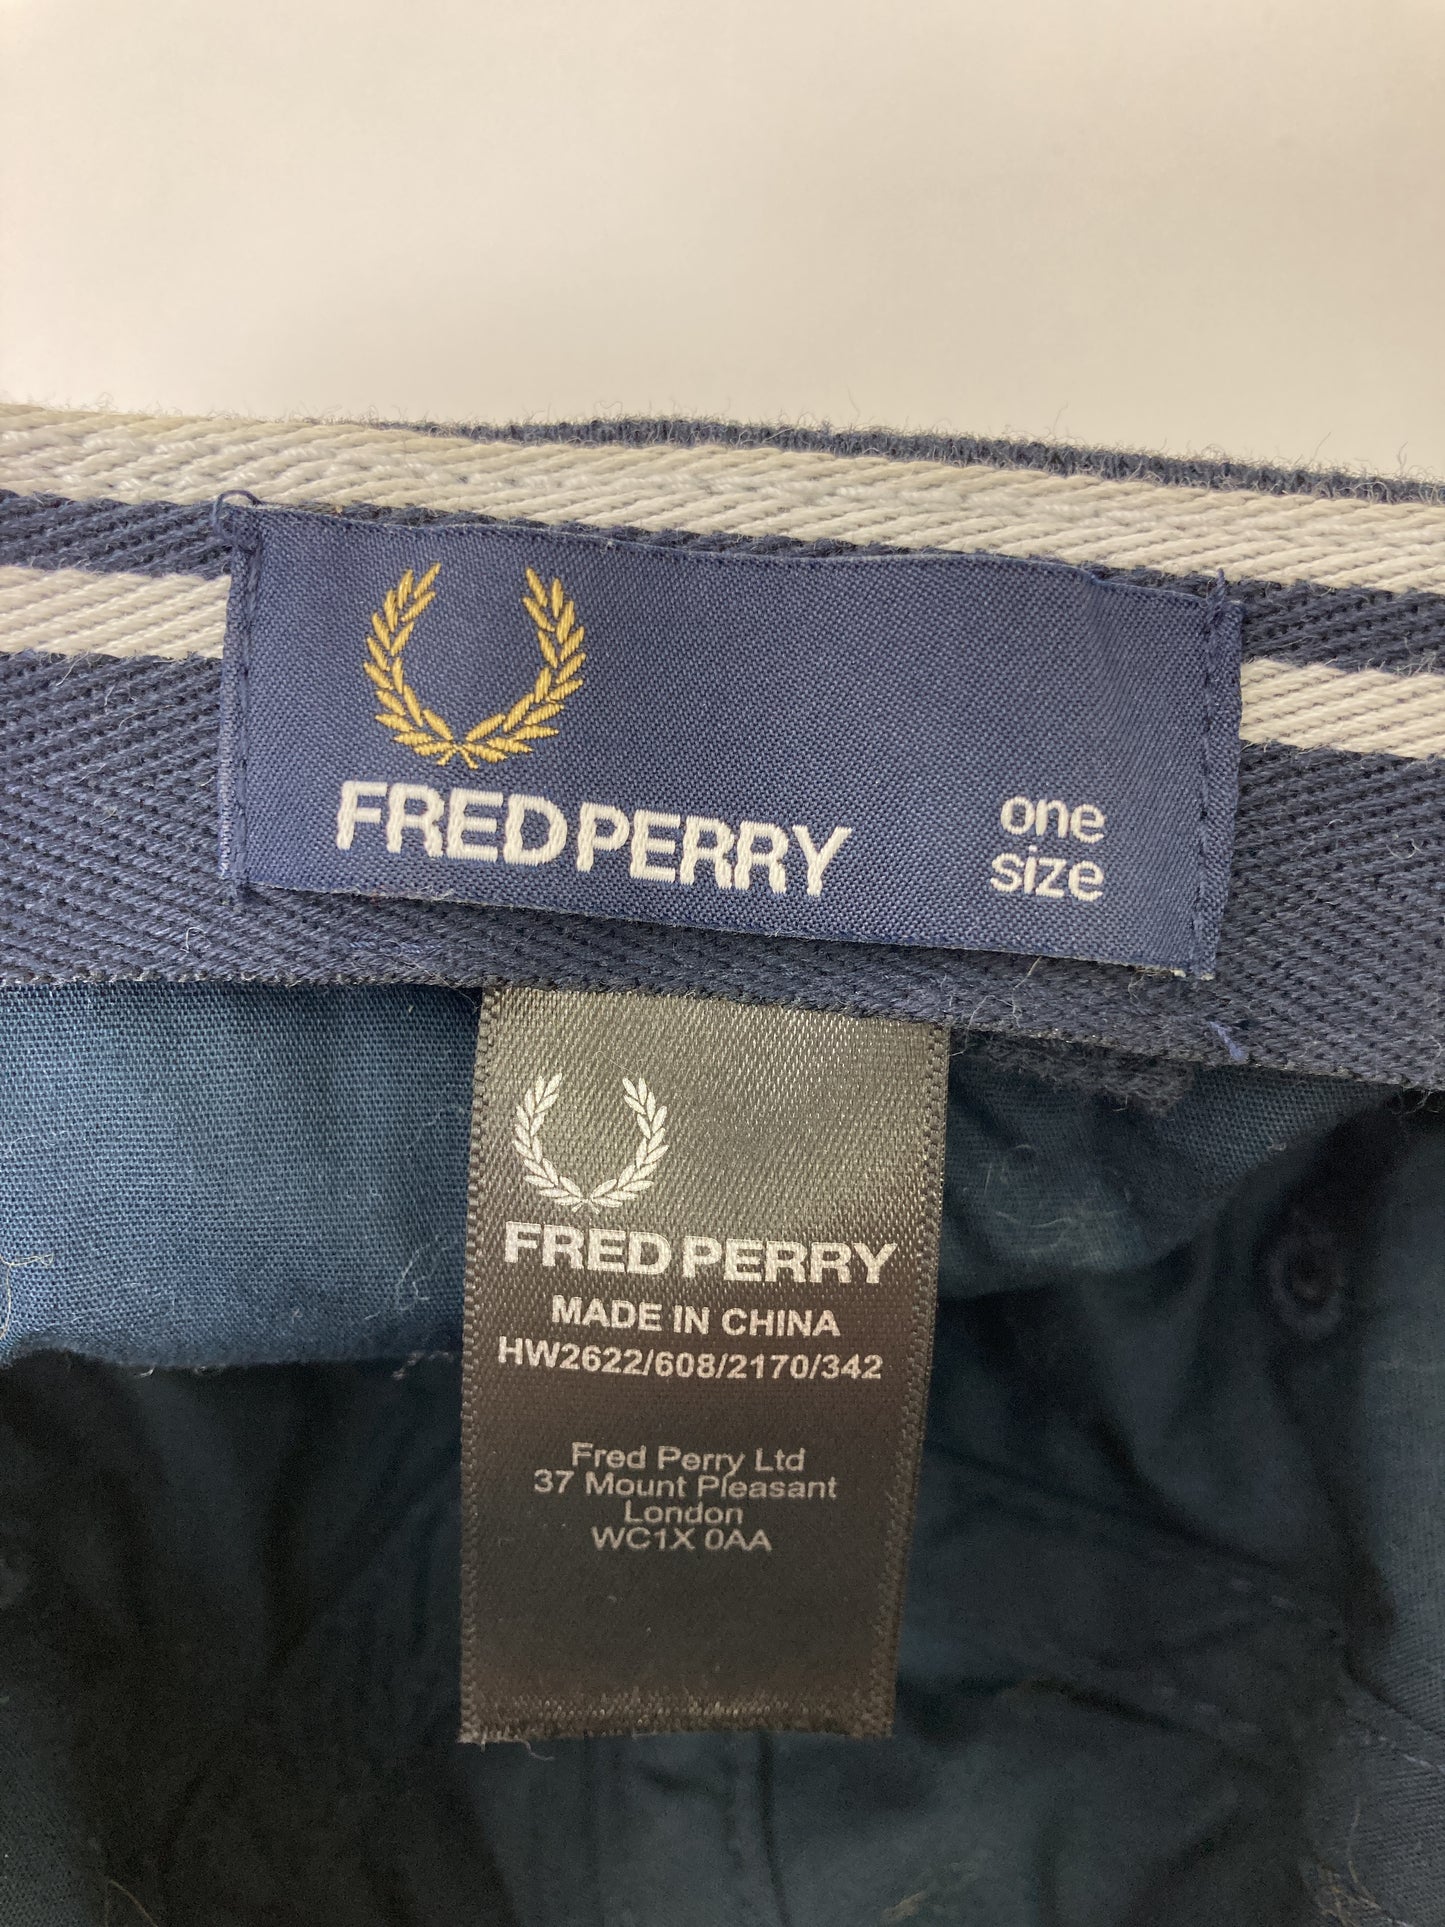 FRED PERRY
one
size
FRED PERRY
MADE IN CHINA
HW2622/608/2170/342
Fred Perry Ltd
37 Mount Pleasant
London
WC1X 0AA